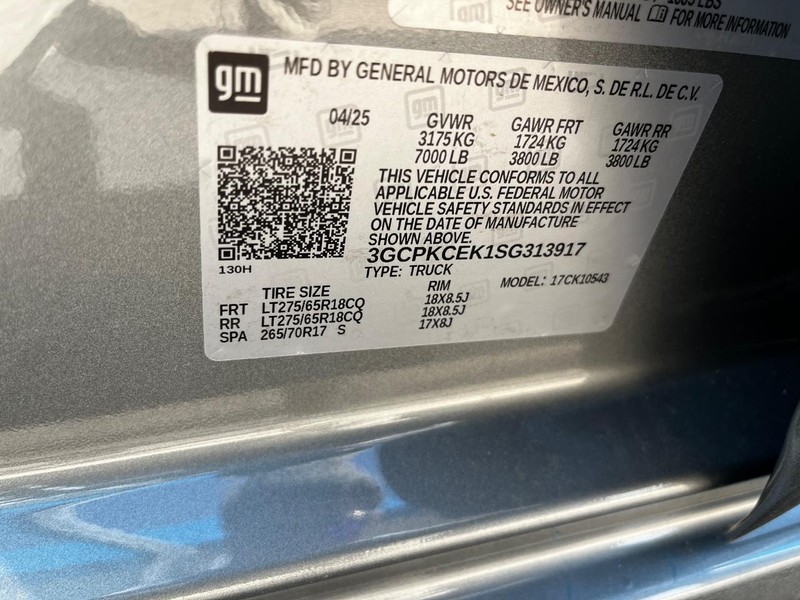 LBS
SEE OWNER'S MANUAL FOR MORE INFORMATION
gm
MFD BY GENERAL MOTORS DE MEXICO, S. DE R.L. DE C.V.
04/25 GVWR GAWR FRT GAWR RR
3175 KG 1724 KG 1724 KG
7000 LB 3800 LB 3800 LB
THIS VEHICLE CONFORMS TO ALL
APPLICABLE U.S. FEDERAL MOTOR
VEHICLE SAFETY STANDARDS IN EFFECT
ON THE DATE OF MANUFACTURE
SHOWN ABOVE.
3GCPKCEK1SG313917
130H
TYPE: TRUCK MODEL: 17CK10543
TIRE SIZE RIM
FRT LT275/65R18CQ 18X8.5J
RR LT275/65R18CQ 18X8.5J
SPA 265/70R17 S 17X8J